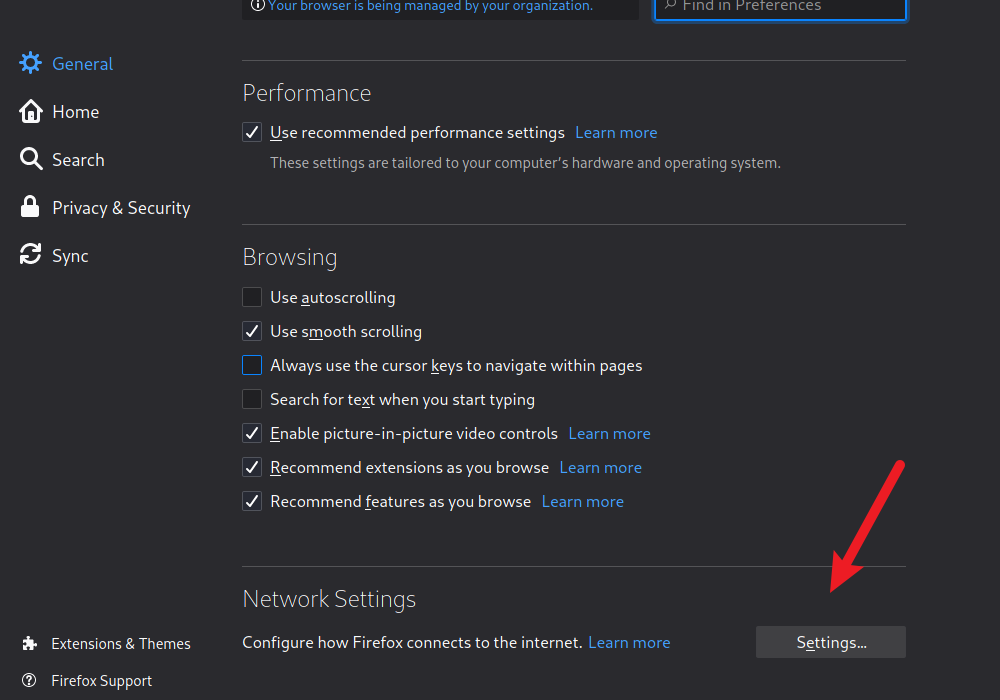 Your browser is being managed by your organization.
Find in Preferences
General
Home
Search
Privacy & Security
Sync
Extensions & Themes
Firefox Support
Performance
Use recommended performance settings Learn more
These settings are tailored to your computer’s hardware and operating system.
Browsing
Use autoscrolling
Use smooth scrolling
Always use the cursor keys to navigate within pages
Search for text when you start typing
Enable picture-in-picture video controls Learn more
Recommend extensions as you browse Learn more
Recommend features as you browse Learn more
Network Settings
Configure how Firefox connects to the internet. Learn more
Settings...